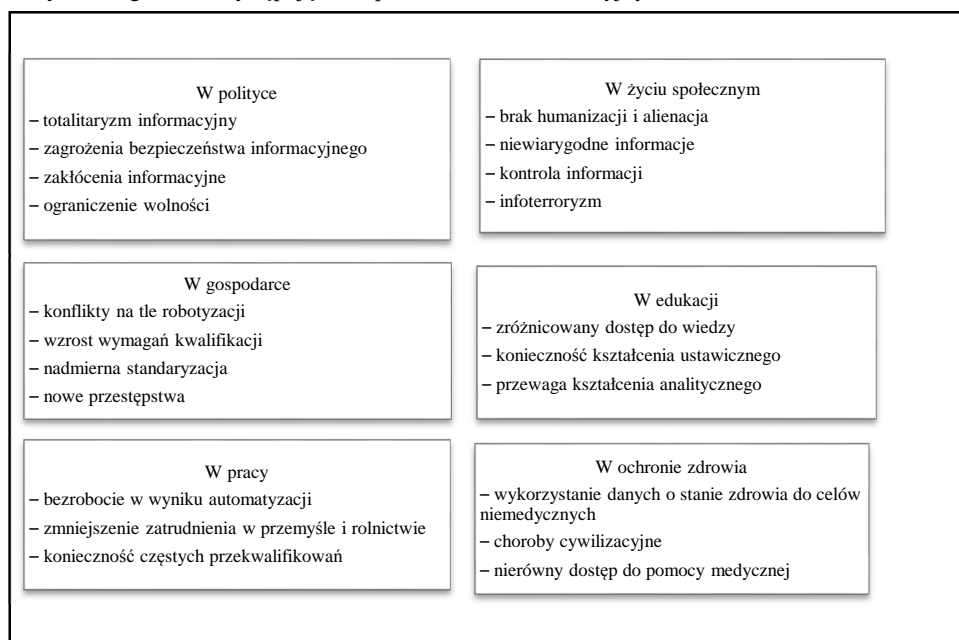 W polityce
– totalitaryzm informacyjny
– zagrożenia bezpieczeństwa informacyjnego
– zakłócenia informacyjne
– ograniczenie wolności
W życiu społecznym
– brak humanizacji i alienacja
– niewiarygodne informacje
– kontrola informacji
– infoterroryzm
W gospodarce
– konflikty na tle robotyzacji
– wzrost wymagań kwalifikacji
– nadmierna standaryzacja
– nowe przestępstwa
W edukacji
– zróżnicowany dostęp do wiedzy
– konieczność kształcenia ustawicznego
– przewaga kształcenia analitycznego
W pracy
– bezrobocie w wyniku automatyzacji
– zmniejszenie zatrudnienia w przemyśle i rolnictwie
– konieczność częstych przekwalifikowań
W ochronie zdrowia
– wykorzystanie danych o stanie zdrowia do celów
niemedycznych
– choroby cywilizacyjne
– nierówny dostęp do pomocy medycznej